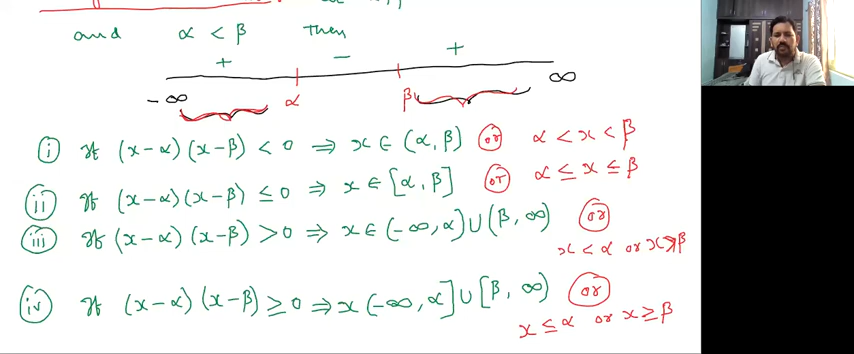 and α < β then
+ − +
−∞ α β ∞
(i) If (x−α)(x−β) < 0 ⇒ x ∈ (α, β) or α < x < β
(ii) If (x−α)(x−β) ≤ 0 ⇒ x ∈ [α, β] or α ≤ x ≤ β
(iii) If (x−α)(x−β) > 0 ⇒ x ∈ (−∞, α) ∪ (β, ∞) or
x < α or x > β
(iv) If (x−α)(x−β) ≥ 0 ⇒ x (−∞, α] ∪ [β, ∞) or
x ≤ α or x ≥ β